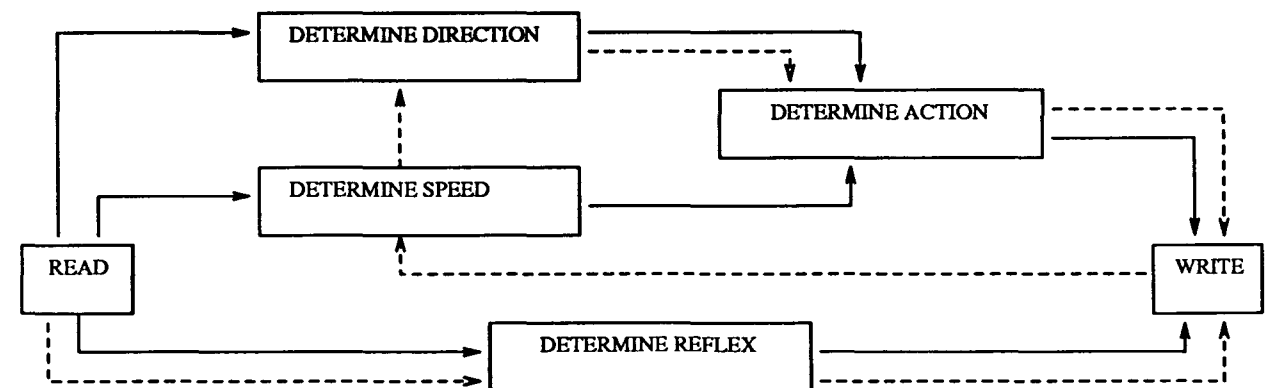 DETERMINE DIRECTION
DETERMINE ACTION
DETERMINE SPEED
READ
WRITE
DETERMINE REFLEX